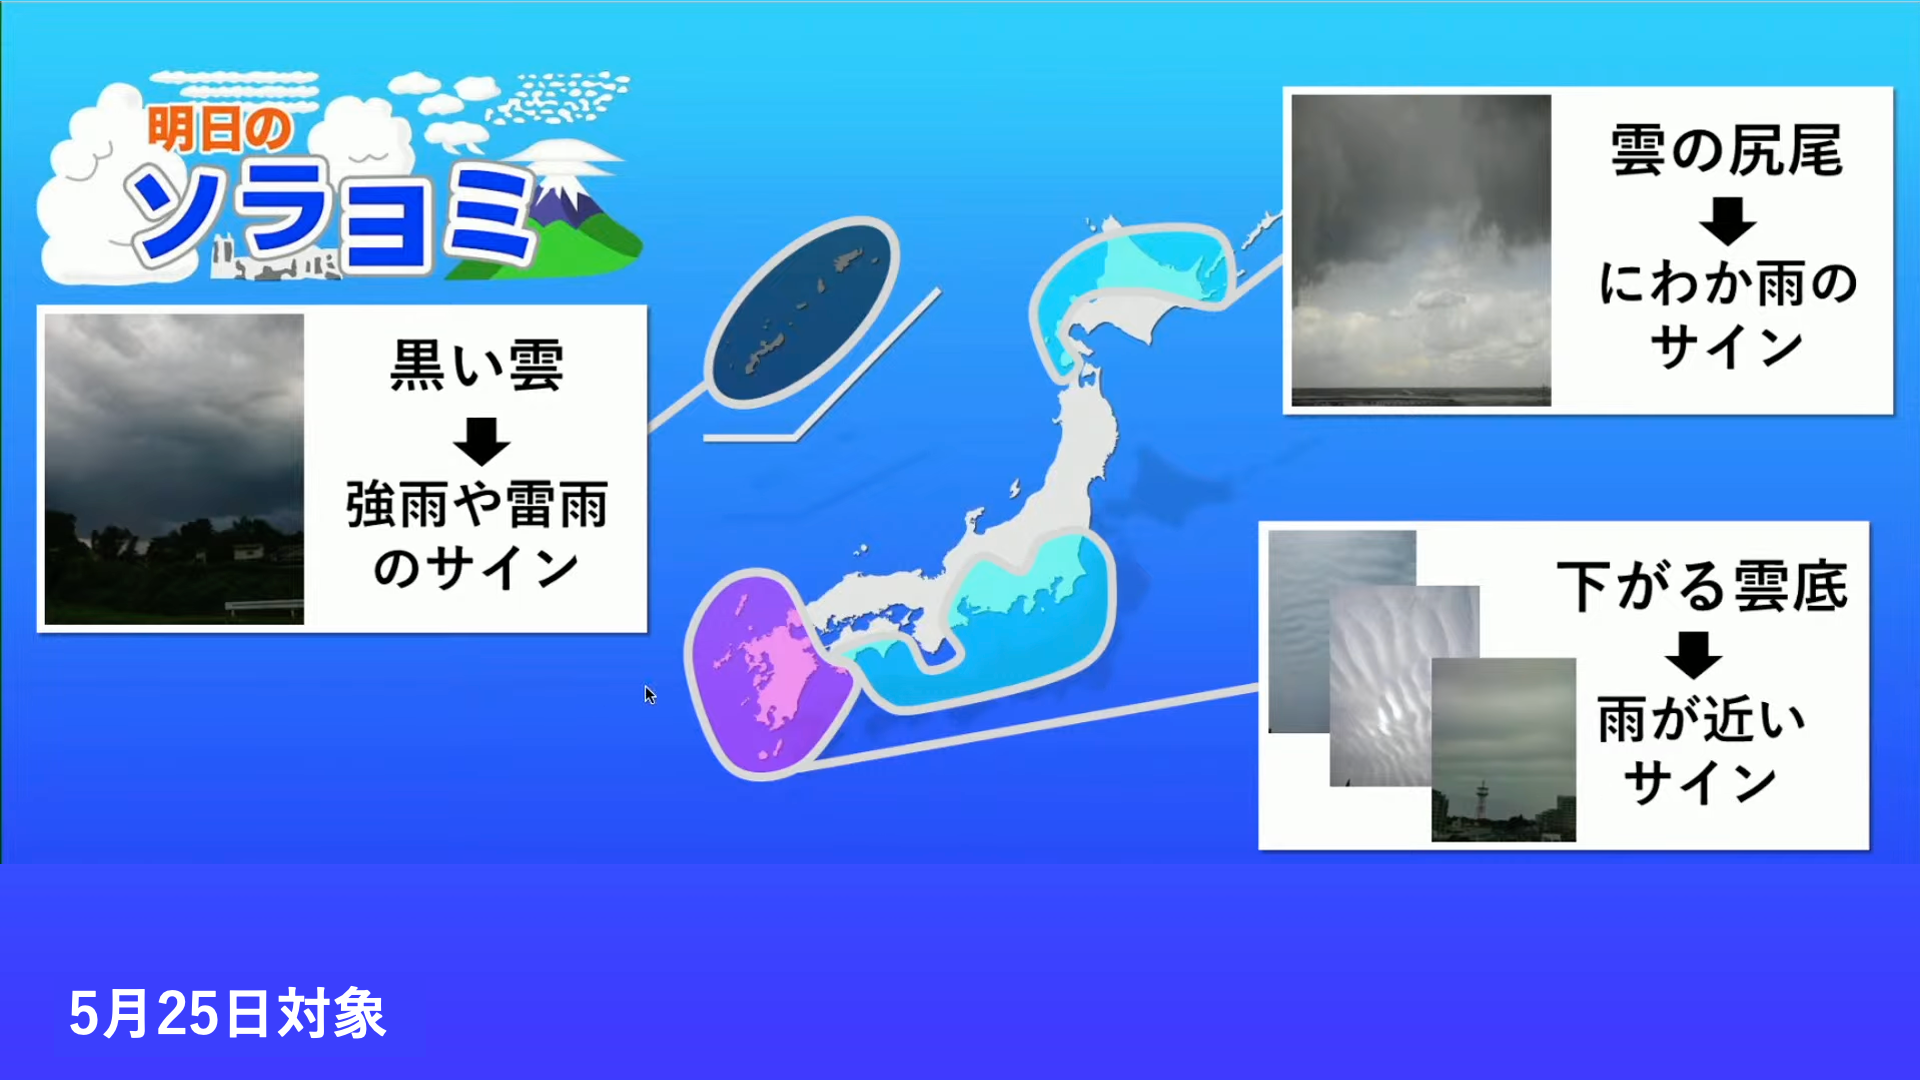 明日の
ソラヨミ
黒い雲
強雨や雷雨
のサイン
雲の尻尾
にわか雨の
サイン
下がる雲底
雨が近い
サイン
5月25日対象